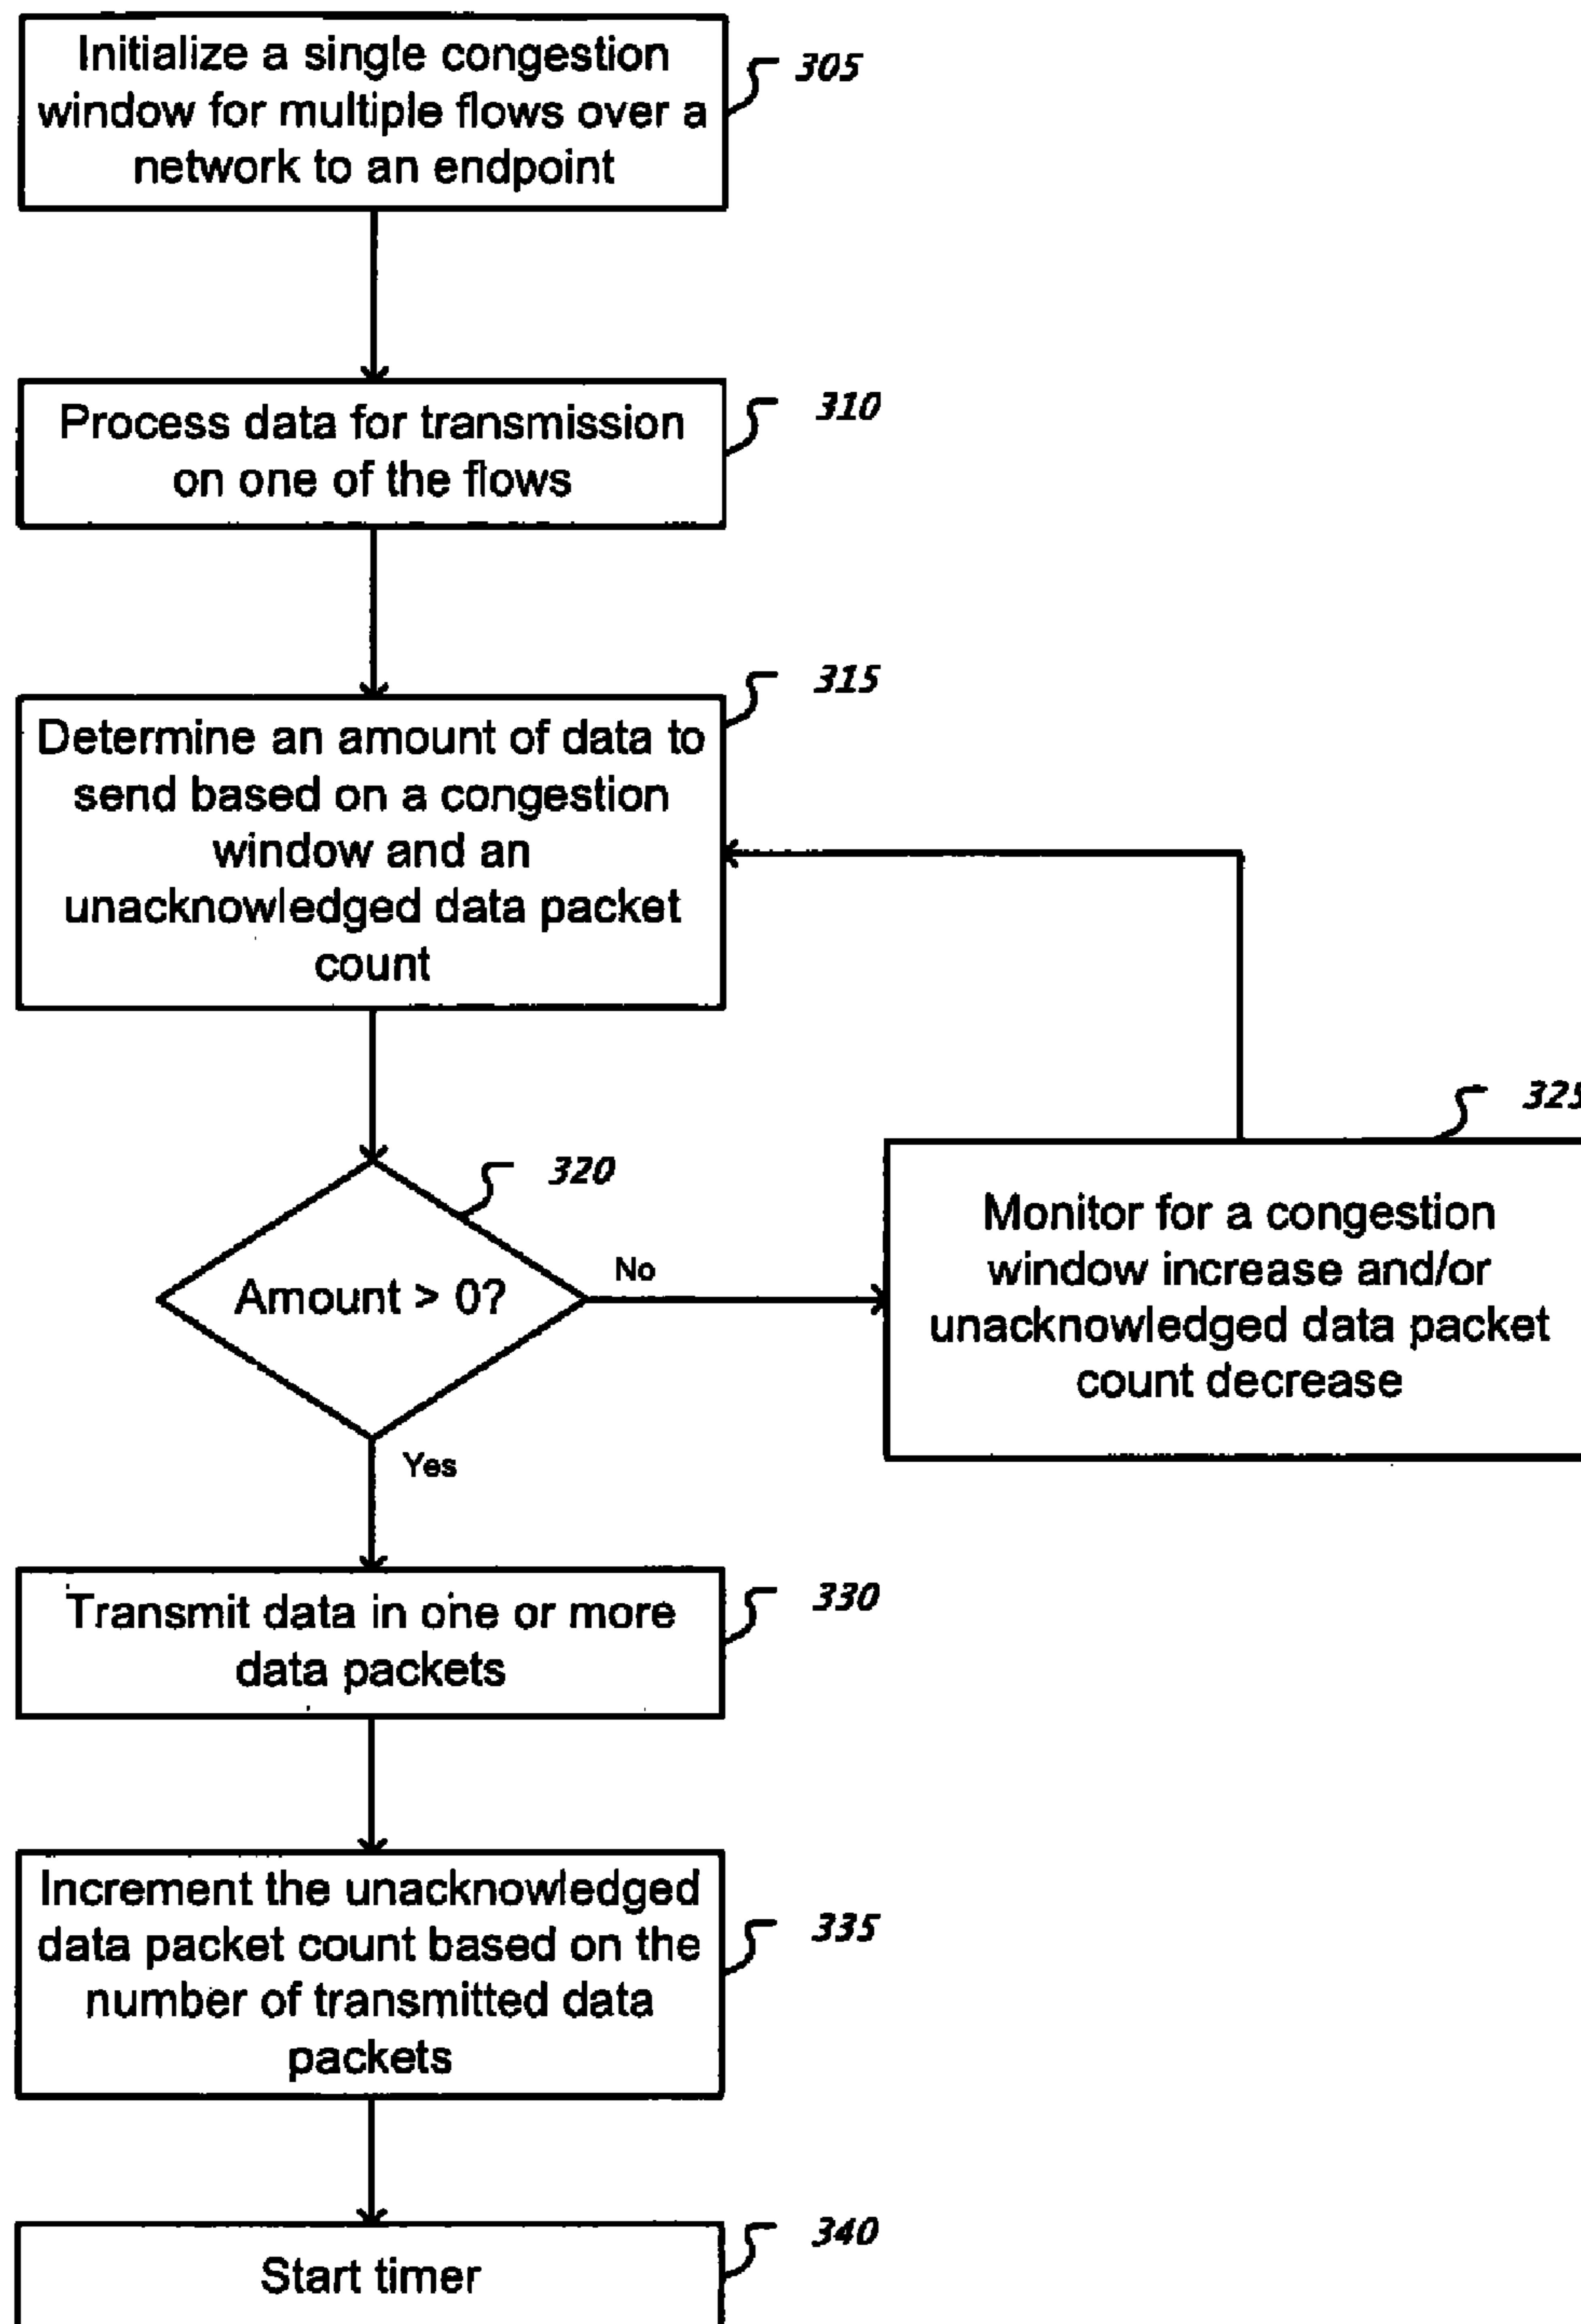 Initialize a single congestion
window for multiple flows over a
network to an endpoint
305
Process data for transmission
on one of the flows
310
Determine an amount of data to
send based on a congestion
window and an
unacknowledged data packet
count
315
Amount > 0?
320
No
Monitor for a congestion
window increase and/or
unacknowledged data packet
count decrease
325
Yes
Transmit data in one or more
data packets
330
Increment the unacknowledged
data packet count based on the
number of transmitted data
packets
335
Start timer
340